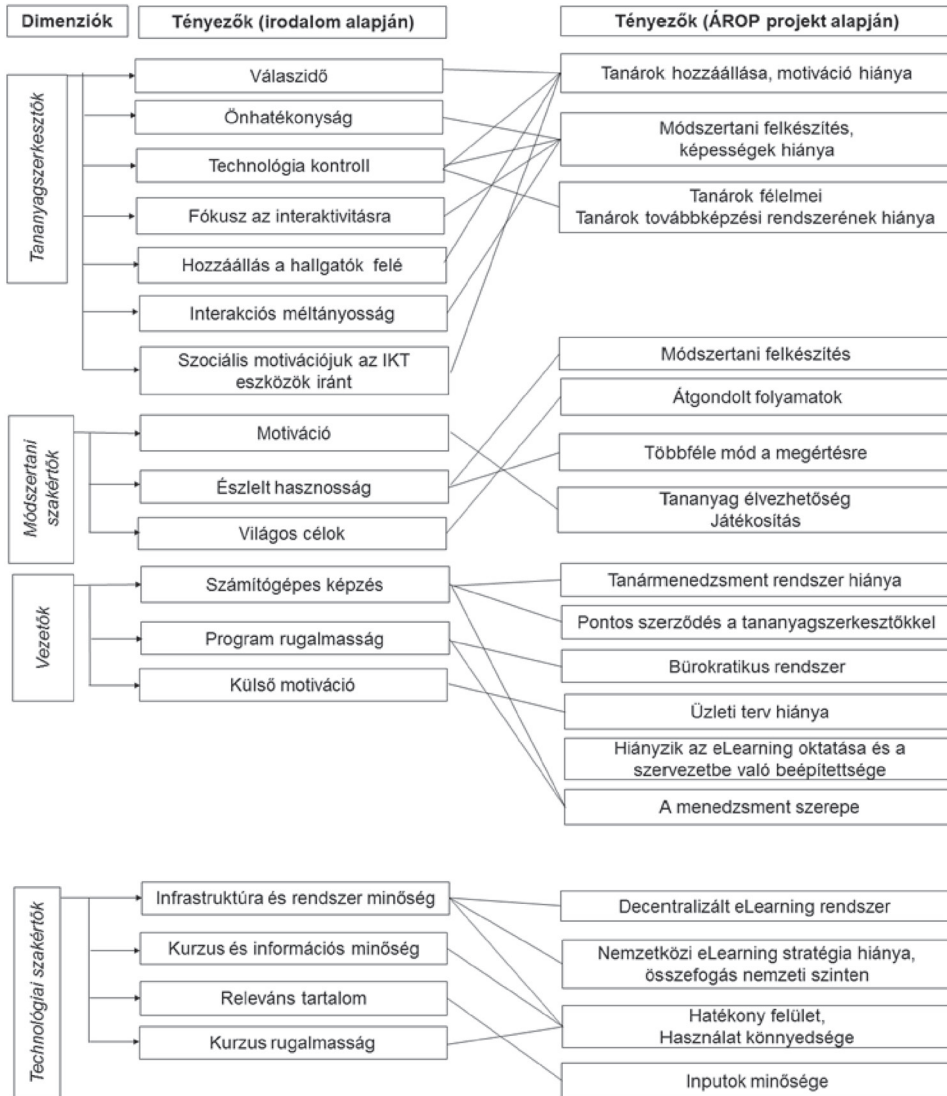 Dimenziók
Tényezők (irodalom alapján)
Tényezők (ÁROP projekt alapján)
Tananyagszerkesztők
Válaszidő
Önhatékonyság
Technológia kontroll
Fókusz az interaktivitásra
Hozzáállás a hallgatók felé
Interakciós méltányosság
Szociális motivációjuk az IKT
eszközök iránt
Tanárok hozzáállása, motiváció hiánya
Módszertani felkészítés,
képességek hiánya
Tanárok félelmei
Tanárok továbbképzési rendszerének hiánya
Módszertani
szakértők
Motiváció
Észlelt hasznosság
Világos célok
Módszertani felkészítés
Átgondolt folyamatok
Többféle mód a megértésre
Tananyag élvezhetőség
Játékosítás
Vezetők
Számítógépes képzés
Program rugalmasság
Külső motiváció
Tanármenedzsment rendszer hiánya
Pontos szerződés a tananyagszerkesztőkkel
Bürokratikus rendszer
Üzleti terv hiánya
Hiányzik az eLearning oktatása és a
szervezetbe való beépítettsége
A menedzsment szerepe
Technológiai szakértők
Infrastruktúra és rendszer minőség
Kurzus és információs minőség
Releváns tartalom
Kurzus rugalmasság
Decentralizált eLearning rendszer
Nemzetközi eLearning stratégia hiánya,
összefogás nemzeti szinten
Hatékony felület,
Használat könnyedsége
Inputok minősége